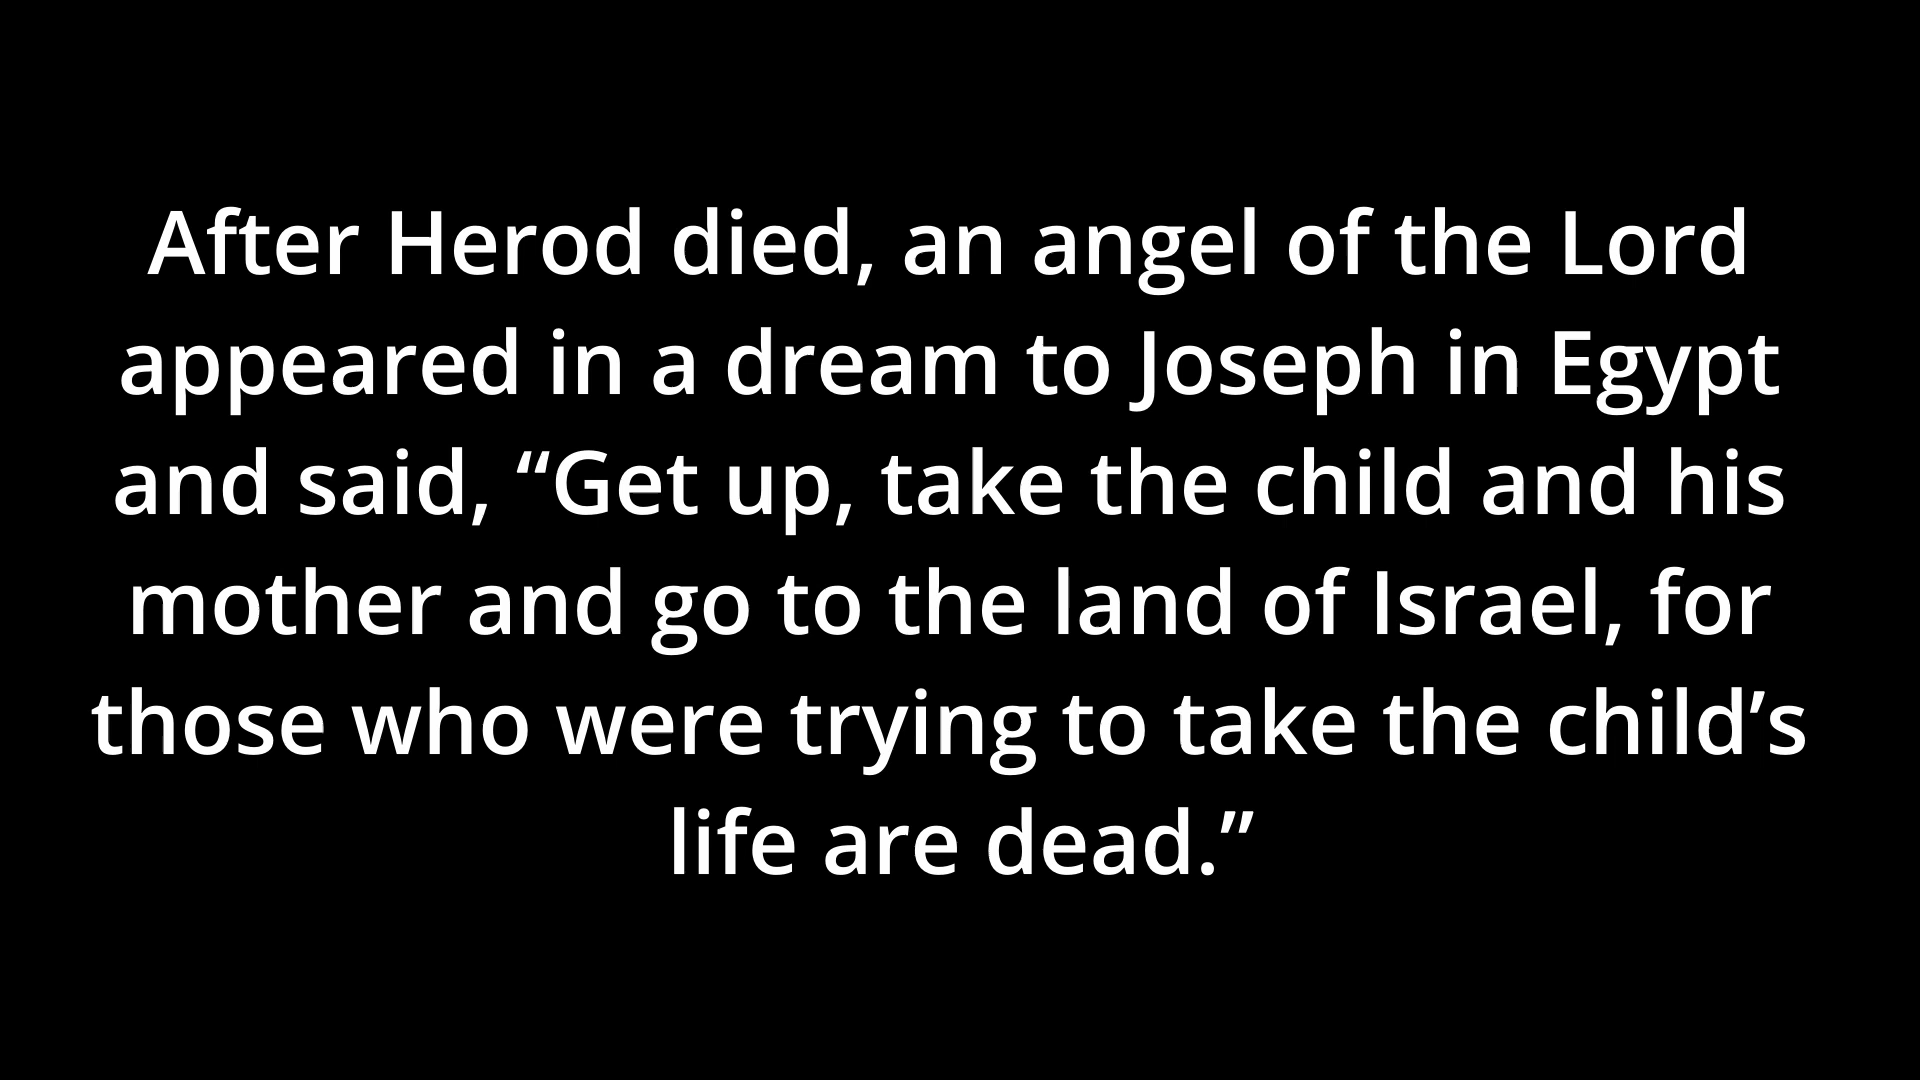 After Herod died, an angel of the Lord
appeared in a dream to Joseph in Egypt
and said, “Get up, take the child and his
mother and go to the land of Israel, for
those who were trying to take the child’s
life are dead.”